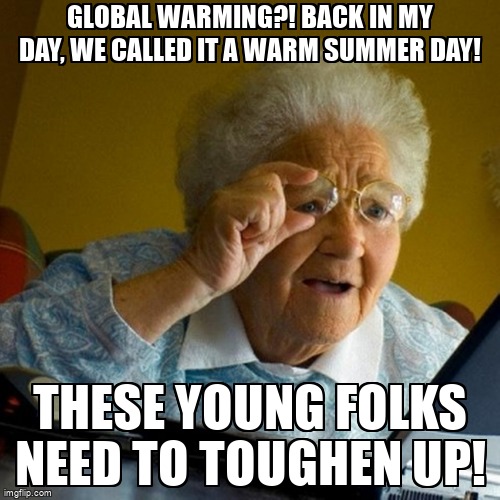 GLOBAL WARMING?! BACK IN MY
DAY, WE CALLED IT A WARM SUMMER DAY!
THESE YOUNG FOLKS
NEED TO TOUGHEN UP!
imgflip.com